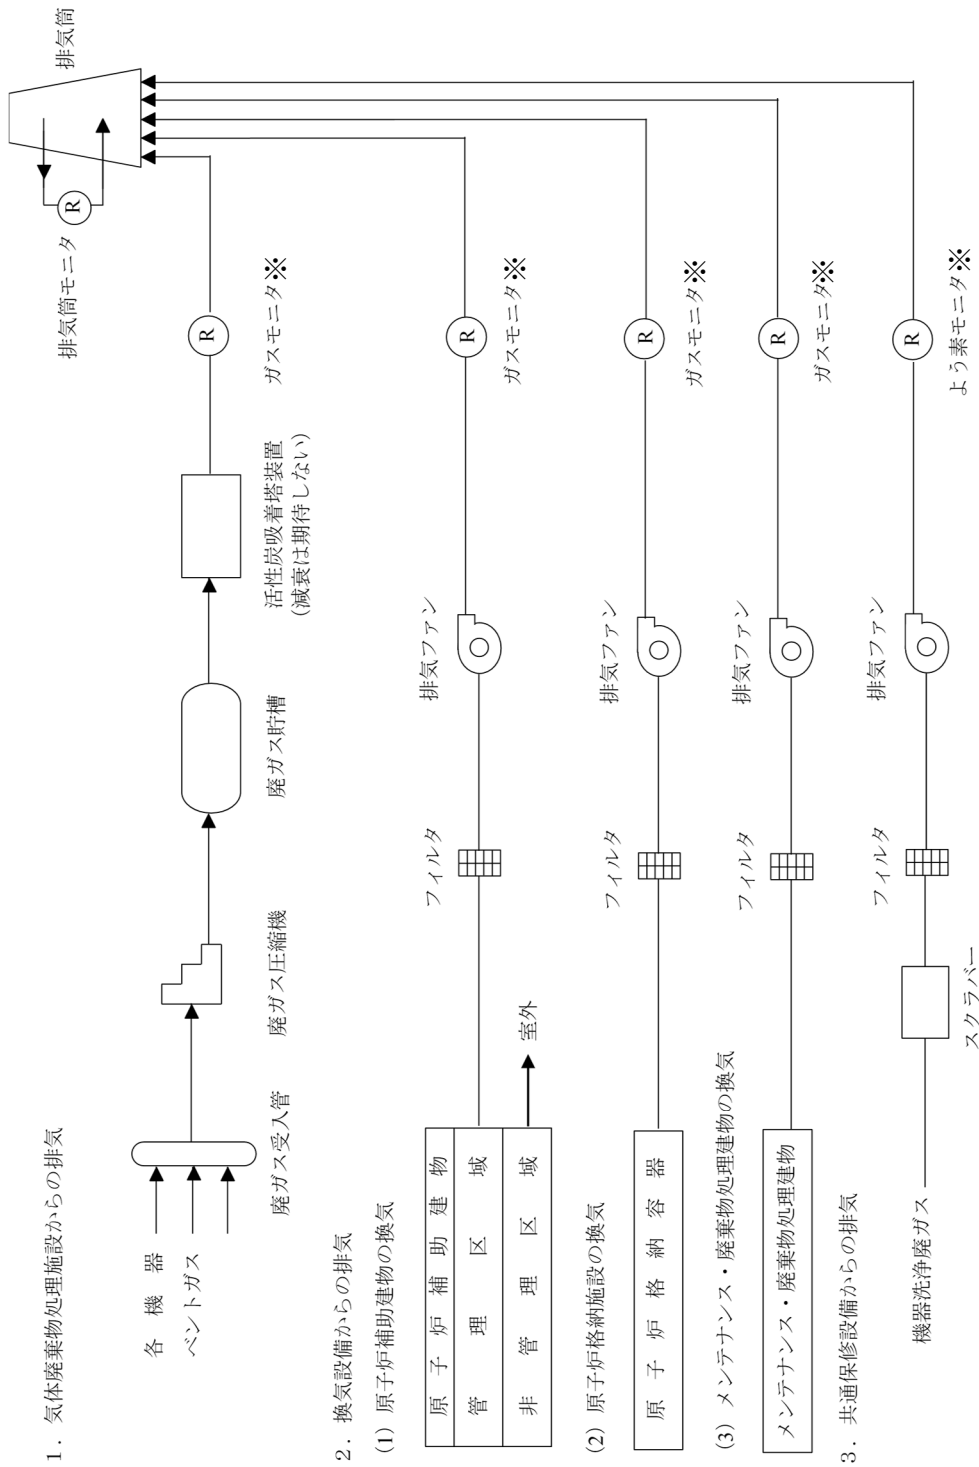 1．気体廃棄物処理施設からの排気
各機器
ベントガス
廃ガス受入管
廃ガス圧縮機
廃ガス貯槽
活性炭吸着塔装置
(減衰は期待しない)
R
ガスモニタ※
排気筒モニタ
R
排気筒
2．換気設備からの排気
(1) 原子炉補助建物の換気
原子炉補助建物
管理区域
非管理区域
室外
フィルタ
排気ファン
R
ガスモニタ※
(2) 原子炉格納施設の換気
原子炉格納容器
フィルタ
排気ファン
R
ガスモニタ※
(3) メンテナンス・廃棄物処理建物の換気
メンテナンス・廃棄物処理建物
フィルタ
排気ファン
R
ガスモニタ※
3．共通保修設備からの排気
機器洗浄廃ガス
スクラバー
フィルタ
排気ファン
R
よう素モニタ※